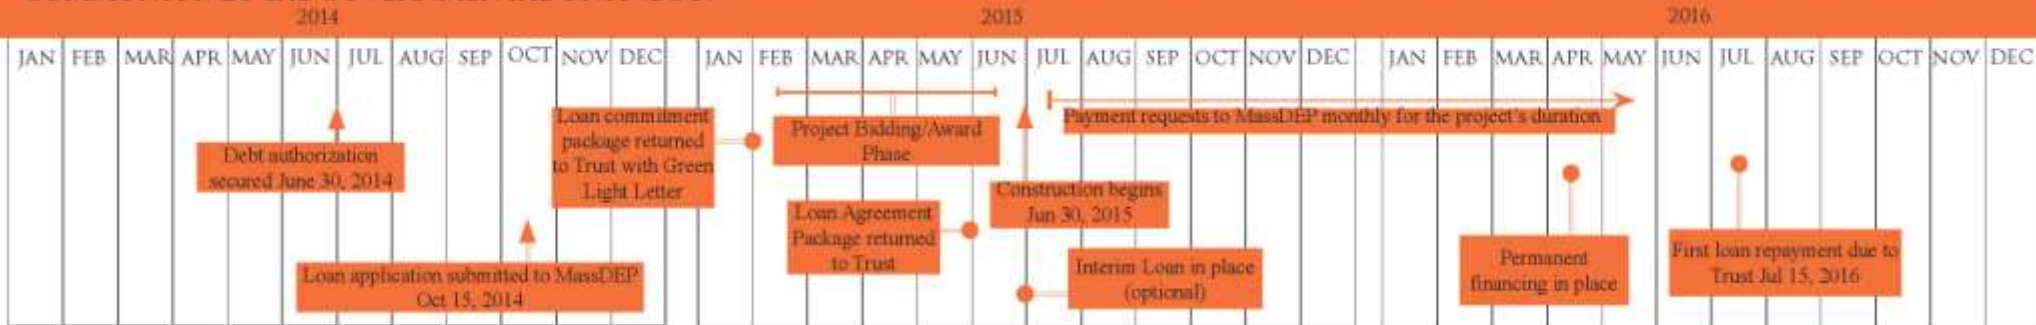 2014
2015
2016
JAN FEB MAR APR MAY JUN JUL AUG SEP OCT NOV DEC
JAN FEB MAR APR MAY JUN JUL AUG SEP OCT NOV DEC
JAN FEB MAR APR MAY JUN JUL AUG SEP OCT NOV DEC
Debt authorization
secured June 30, 2014
Loan application submitted to MassDEP
Oct 15, 2014
Loan commitment
package returned
to Trust with Green
Light Letter
Project Bidding/Award
Phase
Loan Agreement
Package returned
to Trust
Construction begins
Jun 30, 2015
Interim Loan in place
(optional)
Payment requests to MassDEP monthly for the project's duration
Permanent
financing in place
First loan repayment due to
Trust Jul 15, 2016